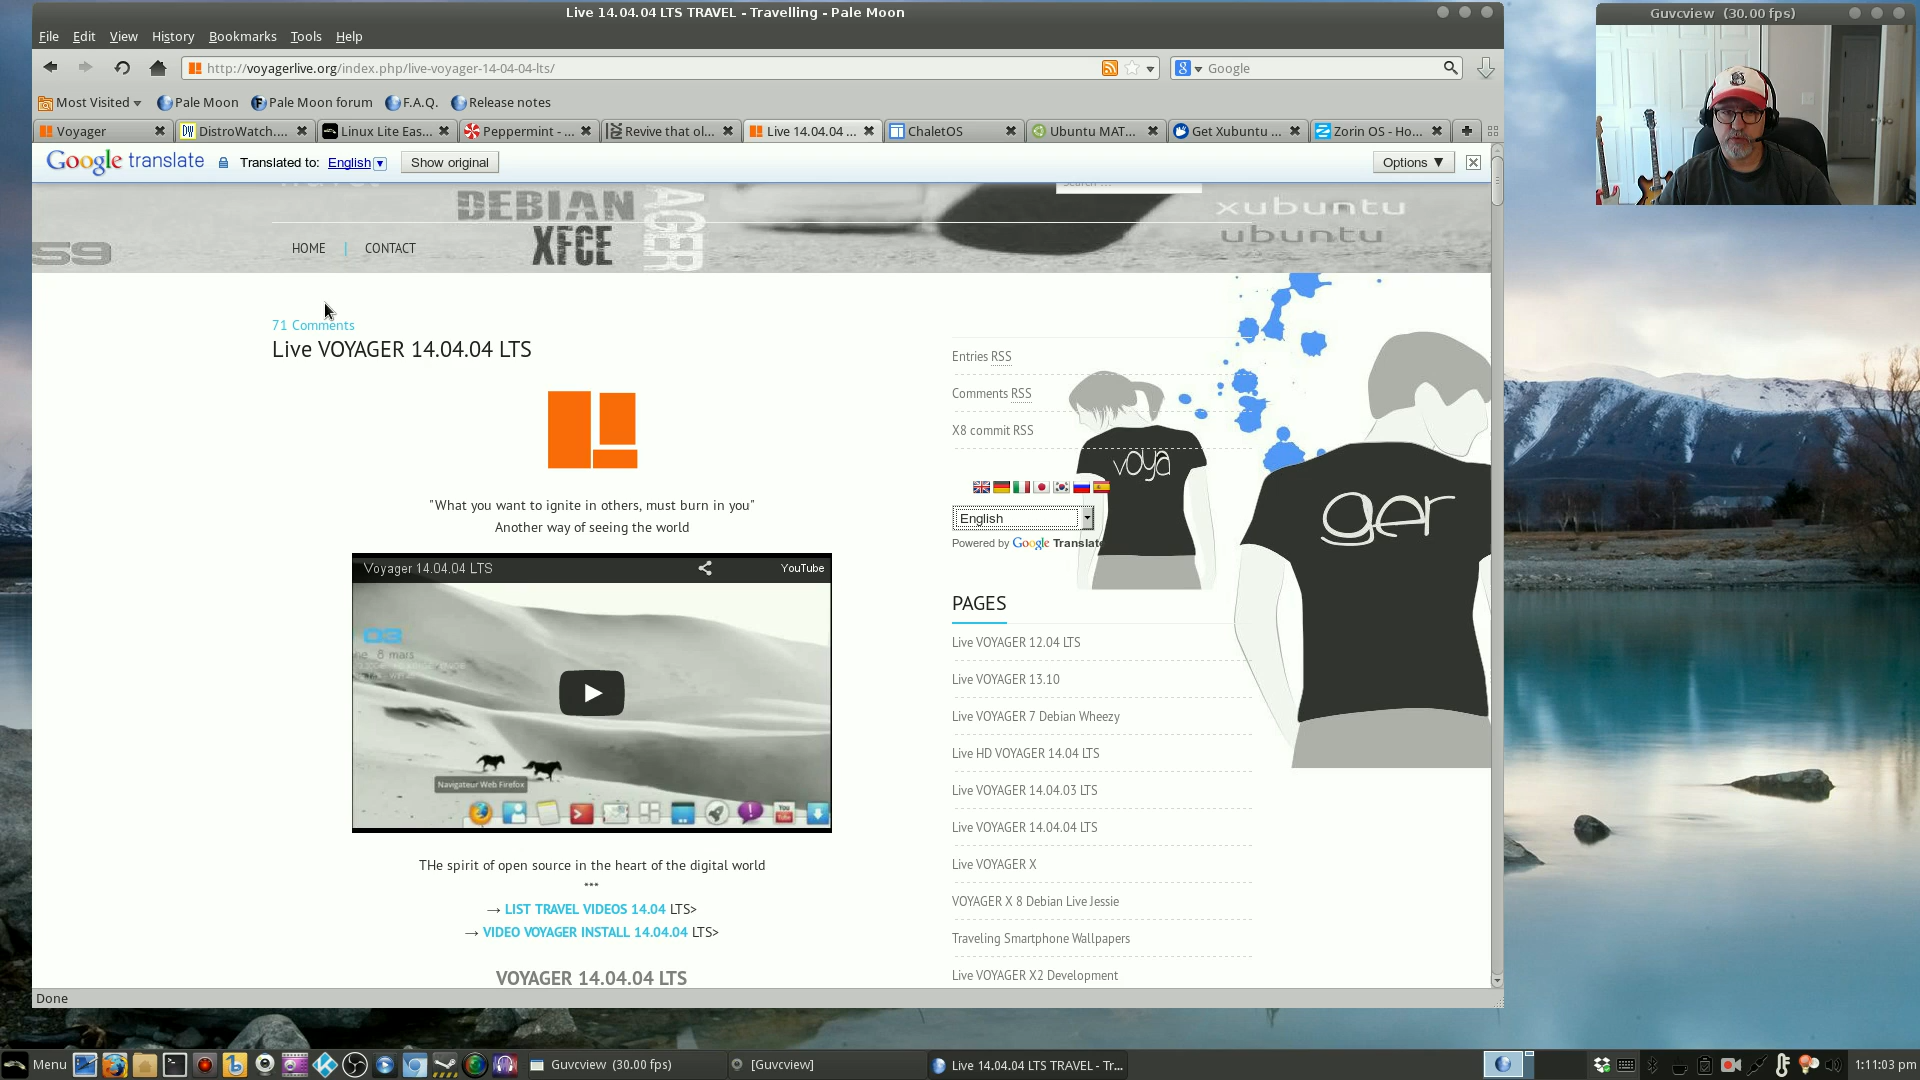 Live 14.04.04 LTS TRAVEL - Travelling - Pale Moon
File Edit View History Bookmarks Tools Help
http://voyagerlive.org/index.php/live-voyager-14-04-04-lts/
Google
Most Visited Pale Moon Pale Moon forum F.A.Q. Release notes
Voyager DistroWatch.... Linux Lite Eas... Peppermint - ... Revive that ol... Live 14.04.04 ... ChaletOS Ubuntu MAT... Get Xubuntu ... Zorin OS - Ho...
Google translate Translated to: English Show original Options ▼
DEBIAN
XFCE
AGER
xubuntu
ubuntu
59
HOME | CONTACT
71 Comments
Live VOYAGER 14.04.04 LTS
"What you want to ignite in others, must burn in you"
Another way of seeing the world
Voyager 14.04.04 LTS YouTube
03
8 mars
Navigateur Web Firefox
You
THe spirit of open source in the heart of the digital world
***
→ LIST TRAVEL VIDEOS 14.04 LTS>
→ VIDEO VOYAGER INSTALL 14.04.04 LTS>
VOYAGER 14.04.04 LTS
Entries RSS
Comments RSS
X8 commit RSS
English
Powered by Google Translate
voya
ger
PAGES
Live VOYAGER 12.04 LTS
Live VOYAGER 13.10
Live VOYAGER 7 Debian Wheezy
Live HD VOYAGER 14.04 LTS
Live VOYAGER 14.04.03 LTS
Live VOYAGER 14.04.04 LTS
Live VOYAGER X
VOYAGER X 8 Debian Live Jessie
Traveling Smartphone Wallpapers
Live VOYAGER X2 Development
Done
Guvcview (30.00 fps)
Menu Guvcview (30.00 fps) [Guvcview] Live 14.04.04 LTS TRAVEL - Tr... 1:11:03 pm